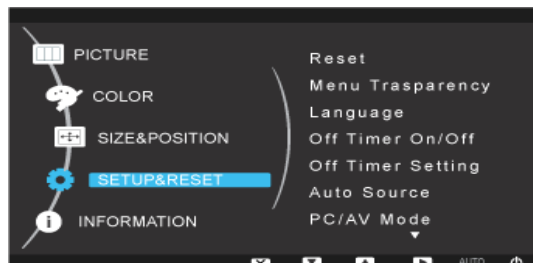 PICTURE
COLOR
SIZE&POSITION
SETUP&RESET
INFORMATION
Reset
Menu Trasparency
Language
Off Timer On/Off
Off Timer Setting
Auto Source
PC/AV Mode
AUTO